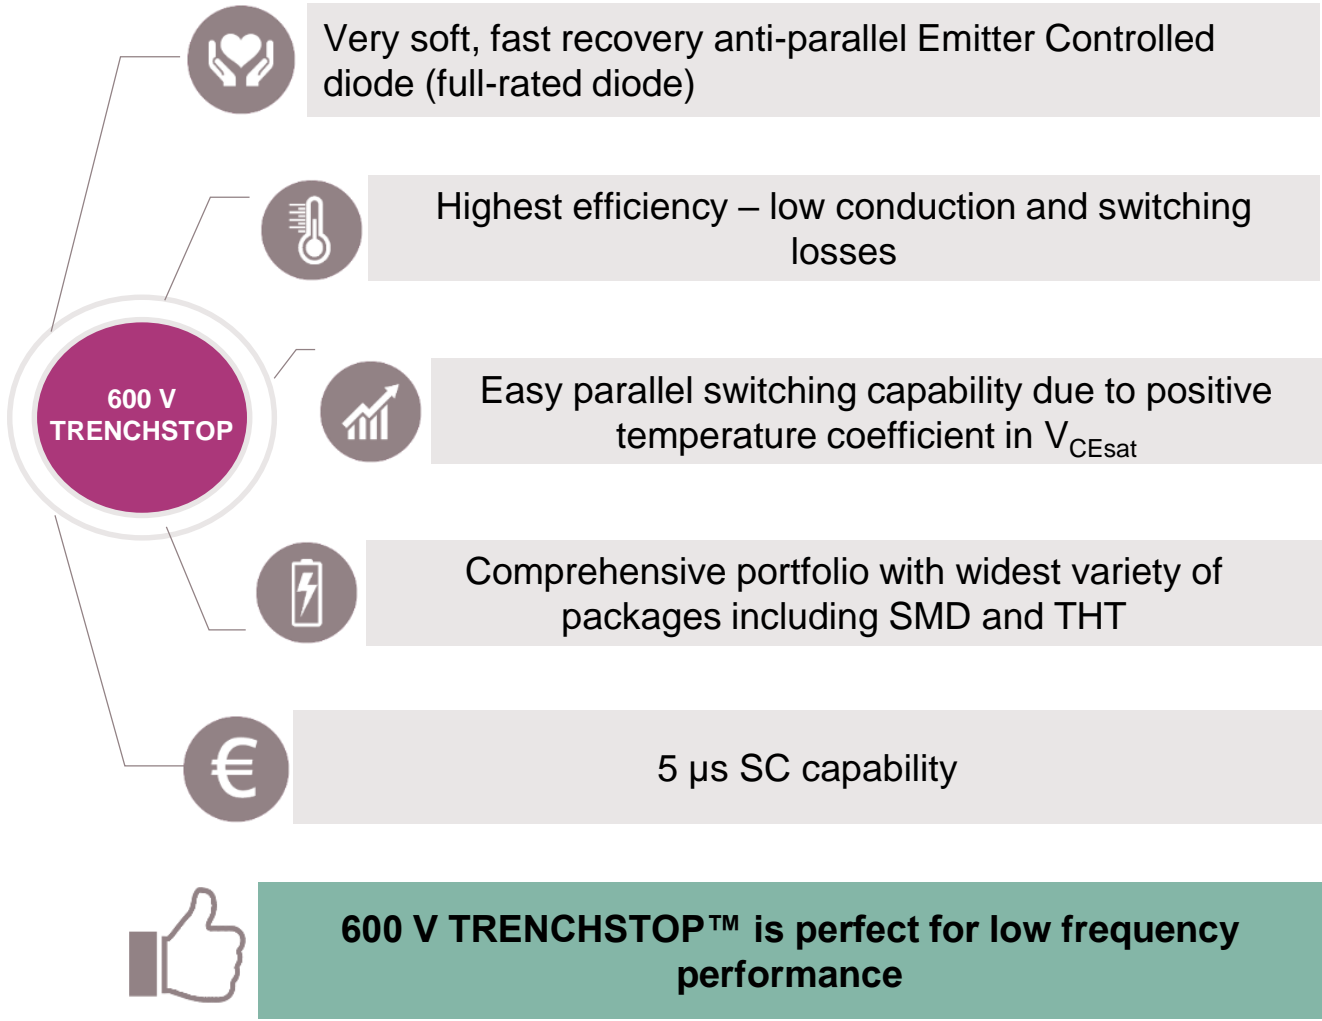 Very soft, fast recovery anti-parallel Emitter Controlled
diode (full-rated diode)
Highest efficiency – low conduction and switching
losses
600 V
TRENCHSTOP
Easy parallel switching capability due to positive
temperature coefficient in VCEsat
Comprehensive portfolio with widest variety of
packages including SMD and THT
€
5 µs SC capability
600 V TRENCHSTOP™ is perfect for low frequency
performance